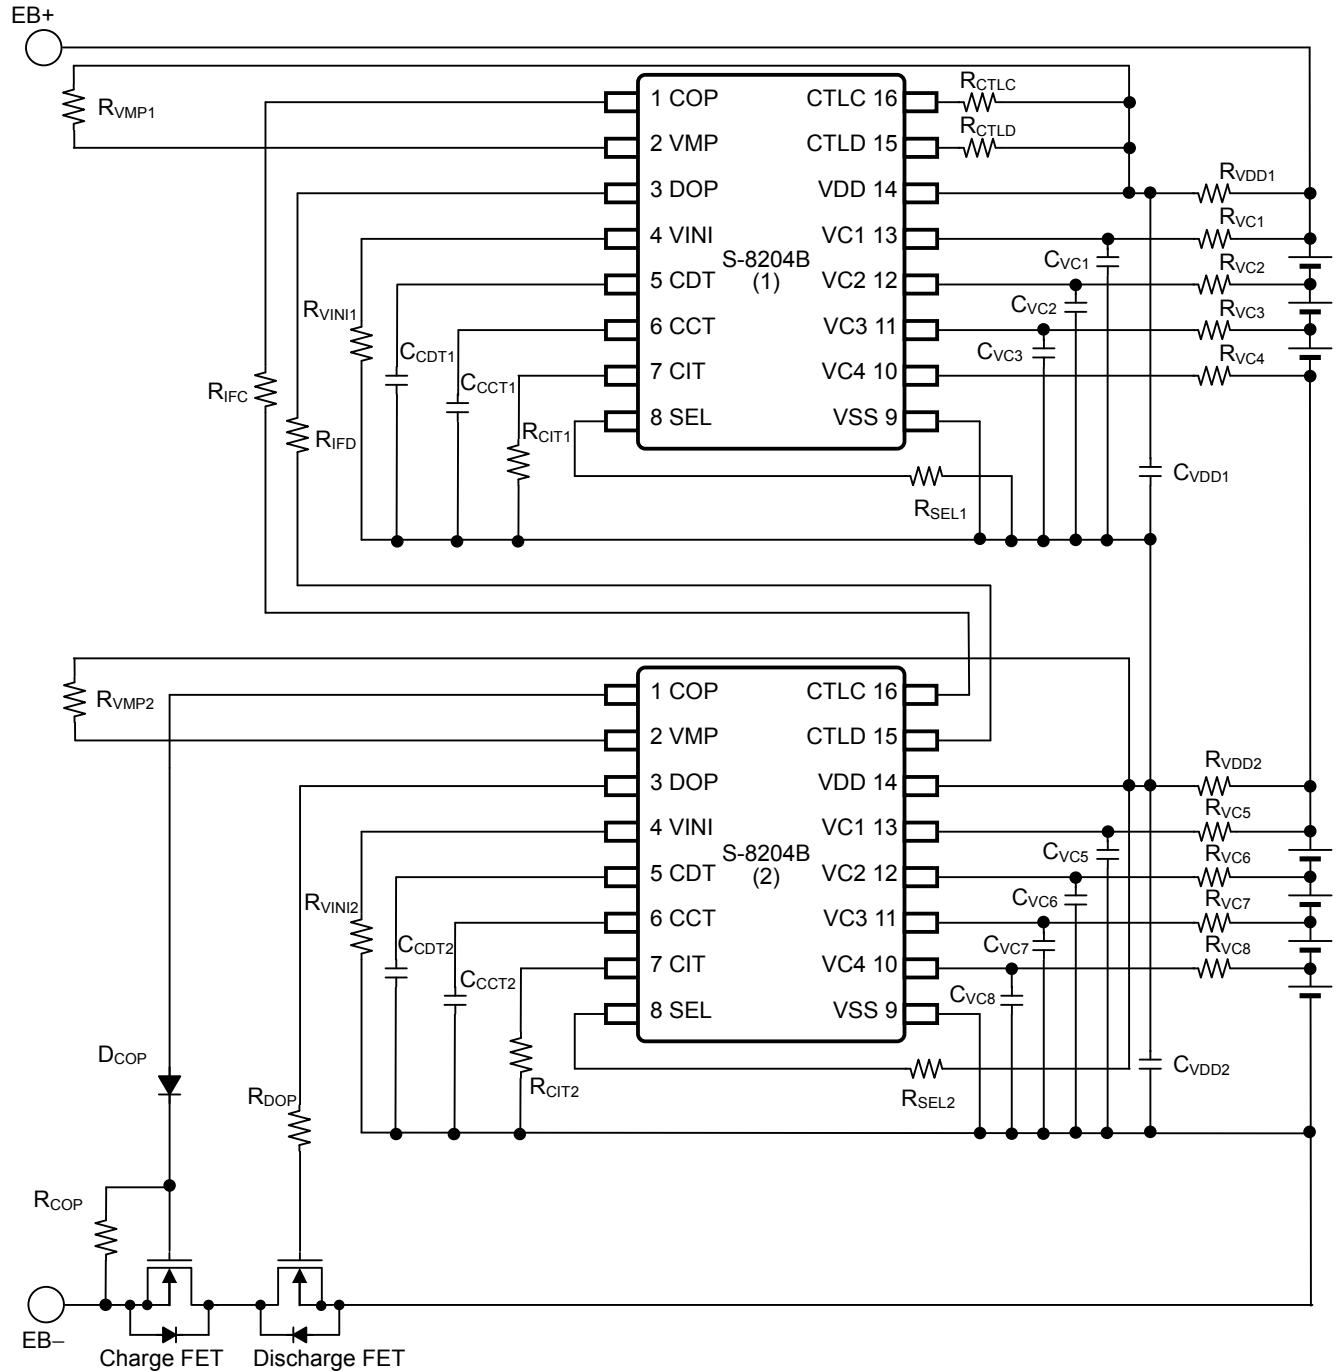 EB+
RVMP1
1 COP
CTLC 16
RCTLC
2 VMP
CTLD 15
RCTLD
3 DOP
VDD 14
RVDD1
4 VINI
VC1 13
RVC1
S-8204B
(1)
CVC1
5 CDT
VC2 12
RVC2
RVINI1
CVC2
6 CCT
VC3 11
RVC3
CCDT1
CVC3
7 CIT
VC4 10
RVC4
CCCT1
RIFC
8 SEL
VSS 9
RIFD
RCIT1
CVDD1
RSEL1
RVMP2
1 COP
CTLC 16
2 VMP
CTLD 15
3 DOP
VDD 14
RVDD2
4 VINI
VC1 13
RVC5
S-8204B
(2)
CVC5
5 CDT
VC2 12
RVC6
RVINI2
CVC6
6 CCT
VC3 11
RVC7
CCDT2
CVC7
7 CIT
VC4 10
RVC8
CCCT2
CVC8
8 SEL
VSS 9
DCOP
RDOP
RCIT2
RSEL2
CVDD2
RCOP
EB−
Charge FET
Discharge FET